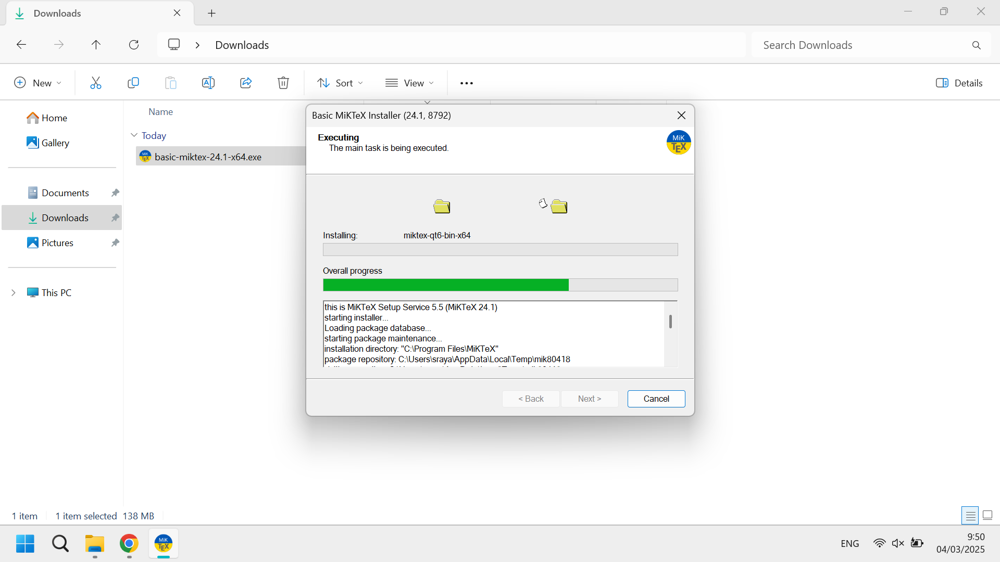 Downloads
Downloads
Search Downloads
New
Sort
View
Details
Home
Gallery
Documents
Downloads
Pictures
This PC
Name
Today
basic-miktex-24.1-x64.exe
Basic MiKTeX Installer (24.1, 8792)
Executing
The main task is being executed.
MiK
TEX
Installing: miktex-qt6-bin-x64
Overall progress
this is MiKTeX Setup Service 5.5 (MiKTeX 24.1)
starting installer...
Loading package database...
starting package maintenance...
installation directory: "C:\Program Files\MiKTeX"
package repository: C:\Users\sraya\AppData\Local\Temp\mik80418
< Back
Next >
Cancel
1 item
1 item selected 138 MB
MiK
TEX
ENG
9:50
04/03/2025